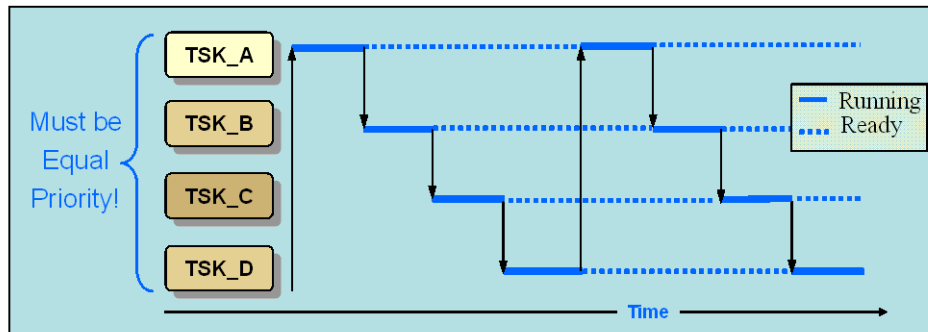 Must be
Equal
Priority!
TSK_A
TSK_B
TSK_C
TSK_D
Running
Ready
Time